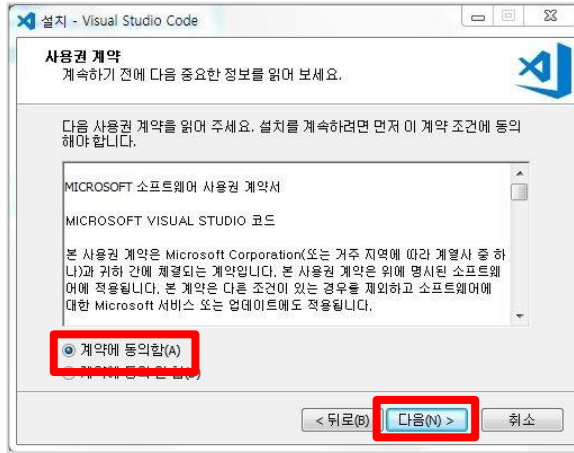 설치 - Visual Studio Code
사용권 계약
계속하기 전에 다음 중요한 정보를 읽어 보세요.
다음 사용권 계약을 읽어 주세요. 설치를 계속하려면 먼저 이 계약 조건에 동의
해야 합니다.
MICROSOFT 소프트웨어 사용권 계약서
MICROSOFT VISUAL STUDIO 코드
본 사용권 계약은 Microsoft Corporation(또는 거주 지역에 따라 계열사 중 하
나)과 귀하 간에 체결되는 계약입니다. 본 사용권 계약은 위에 명시된 소프트웨
어에 적용됩니다. 본 계약은 다른 조건이 있는 경우를 제외하고 소프트웨어에
대한 Microsoft 서비스 또는 업데이트에도 적용됩니다.
계약에 동의함(A)
계약에 동의 안 함
< 뒤로(B) 다음(N) > 취소